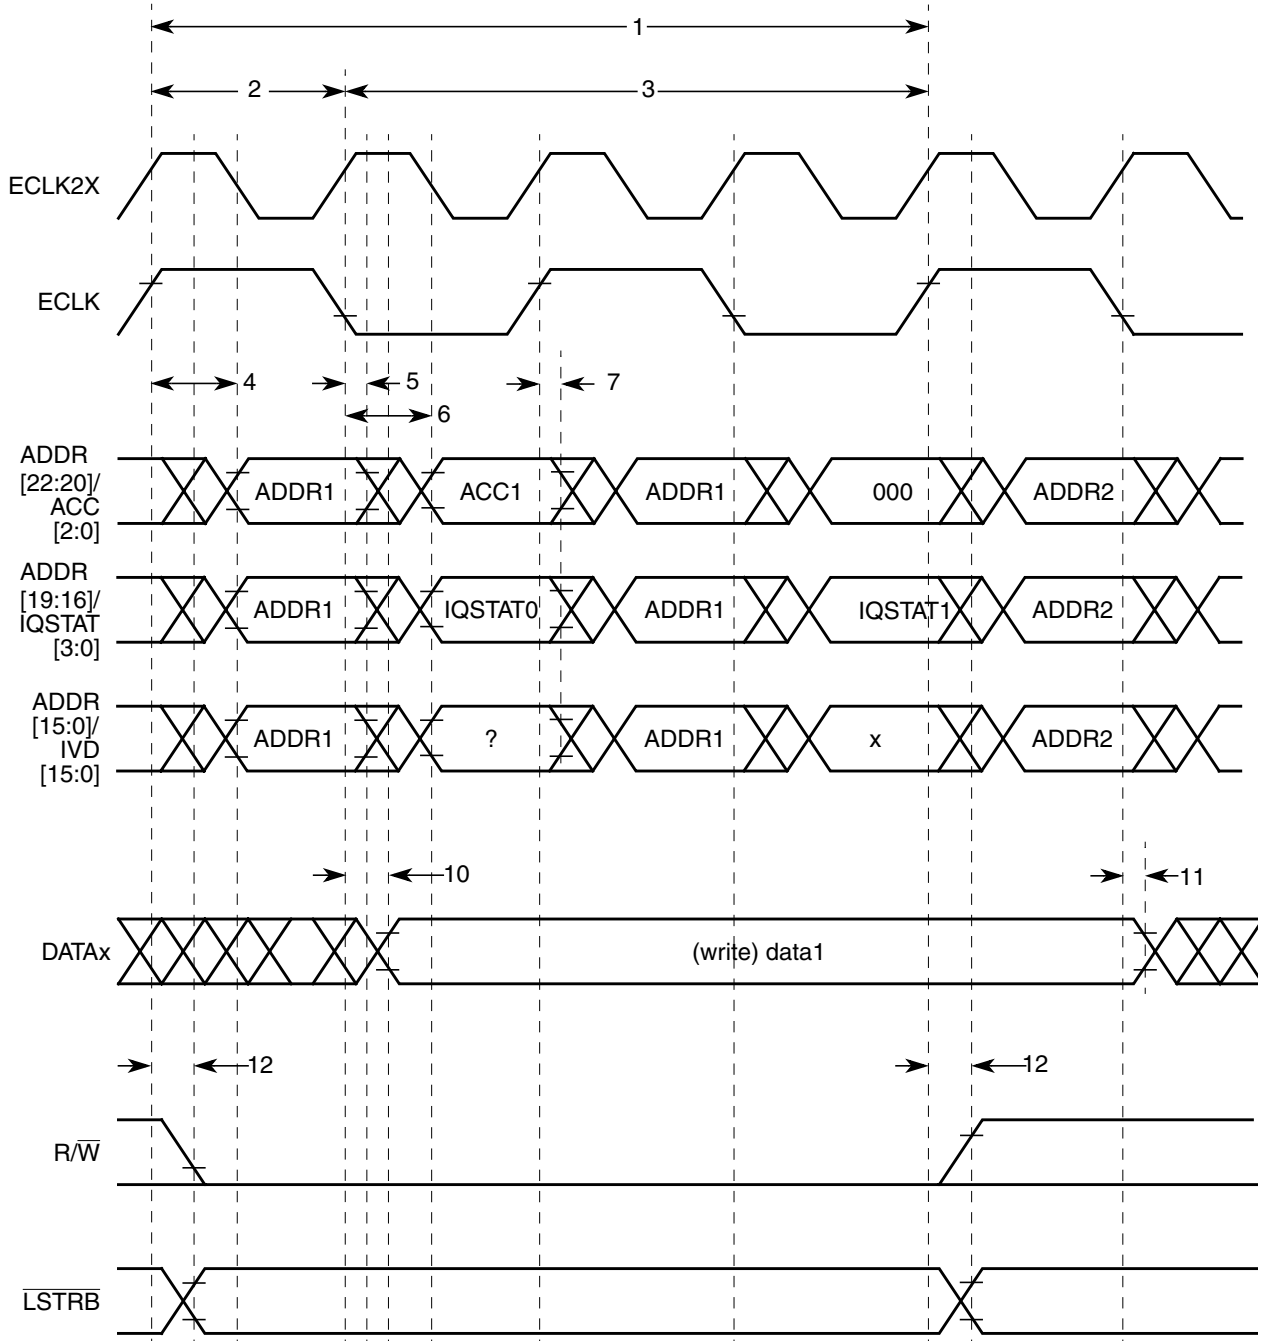 1
2 3
ECLK2X
ECLK
4 5 7
6
ADDR
[22:20]/
ACC
[2:0]
ADDR1 ACC1 ADDR1 000 ADDR2
ADDR
[19:16]/
IQSTAT
[3:0]
ADDR1 IQSTAT0 ADDR1 IQSTAT1 ADDR2
ADDR
[15:0]/
IVD
[15:0]
ADDR1 ? ADDR1 x ADDR2
10 11
DATAx (write) data1
12 12
R/W̅
L̅S̅T̅R̅B̅